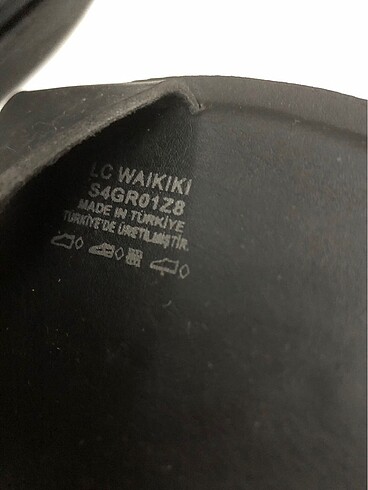 LC WAIKIKI
S4GR01Z8
MADE IN TÜRKİYE
TÜRKİYE'DE ÜRETİLMİŞTİR.